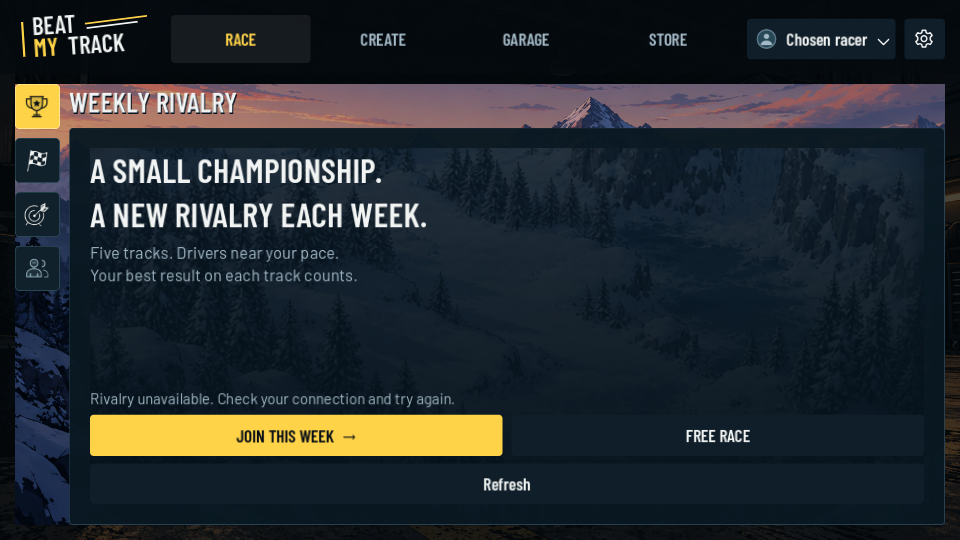 BEAT
MY TRACK
RACE
CREATE
GARAGE
STORE
Chosen racer
WEEKLY RIVALRY
A SMALL CHAMPIONSHIP.
A NEW RIVALRY EACH WEEK.
Five tracks. Drivers near your pace.
Your best result on each track counts.
Rivalry unavailable. Check your connection and try again.
JOIN THIS WEEK →
FREE RACE
Refresh